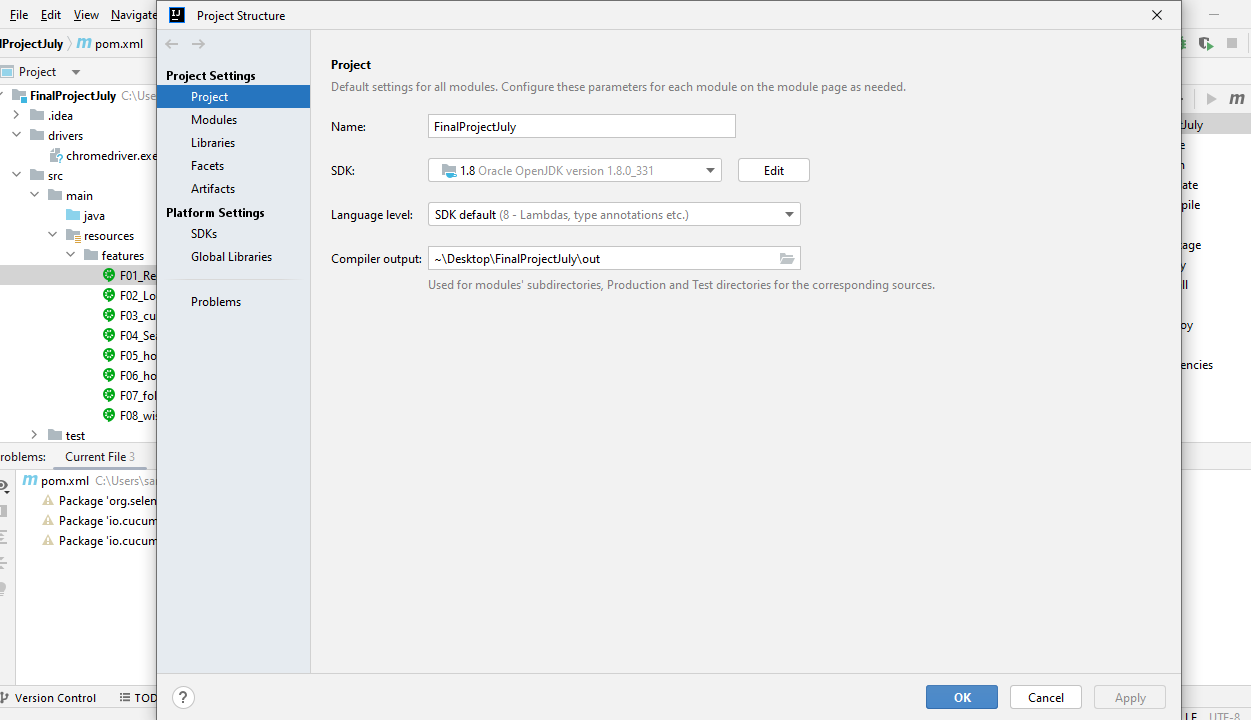 File Edit View Navigate
Project Structure
lProjectJuly pom.xml
Project
FinalProjectJuly C:\Use
.idea
drivers
chromedriver.exe
src
main
java
resources
features
F01_Re
F02_Lo
F03_cu
F04_Sea
F05_ho
F06_ho
F07_fol
F08_wis
test
roblems: Current File 3
pom.xml C:\Users\sa
Package 'org.selen
Package 'io.cucum
Package 'io.cucum
Version Control TOD
Project Settings
Project
Modules
Libraries
Facets
Artifacts
Platform Settings
SDKs
Global Libraries
Problems
Project
Default settings for all modules. Configure these parameters for each module on the module page as needed.
Name: FinalProjectJuly
SDK: 1.8 Oracle OpenJDK version 1.8.0_331 Edit
Language level: SDK default (8 - Lambdas, type annotations etc.)
Compiler output: ~\Desktop\FinalProjectJuly\out
Used for modules' subdirectories, Production and Test directories for the corresponding sources.
? OK Cancel Apply
m
tJuly
e
n
ate
pile
age
y
ll
oy
encies
LF UTF-8